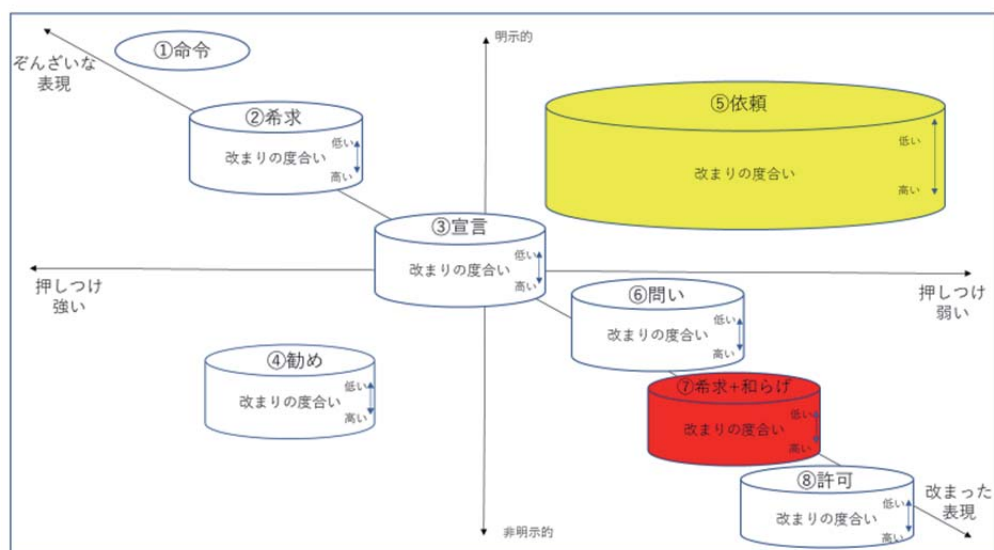 ①命令
明示的
ぞんざいな
表現
②希求
低い
改まりの度合い
高い
⑤依頼
低い
改まりの度合い
高い
③宣言
低い
改まりの度合い
高い
押しつけ
強い
押しつけ
弱い
⑥問い
低い
改まりの度合い
高い
④勧め
低い
改まりの度合い
高い
⑦希求+和らげ
低い
改まりの度合い
高い
⑧許可
低い
改まりの度合い
高い
改まった
表現
非明示的